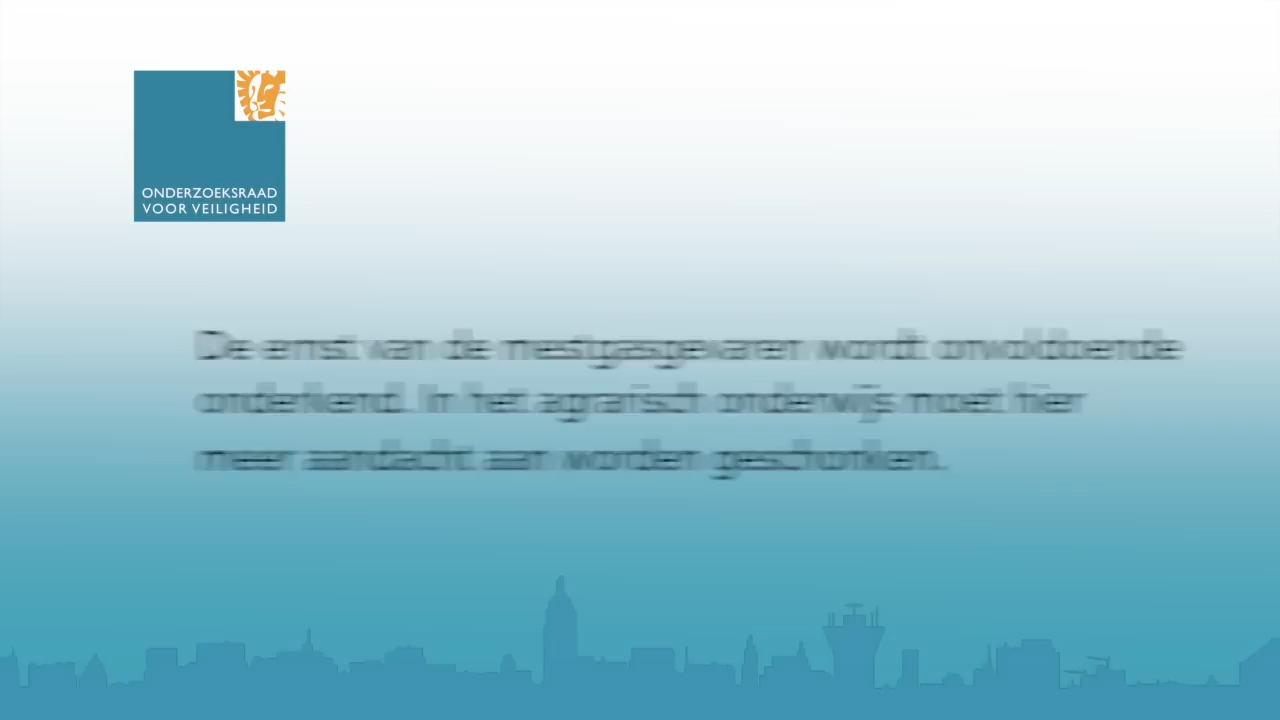 ONDERZOEKSRAAD
VOOR VEILIGHEID
De ernst van de mestgasgevaren wordt onvoldoende
onderkend. In het agrarisch onderwijs moet hier
meer aandacht aan worden geschonken.